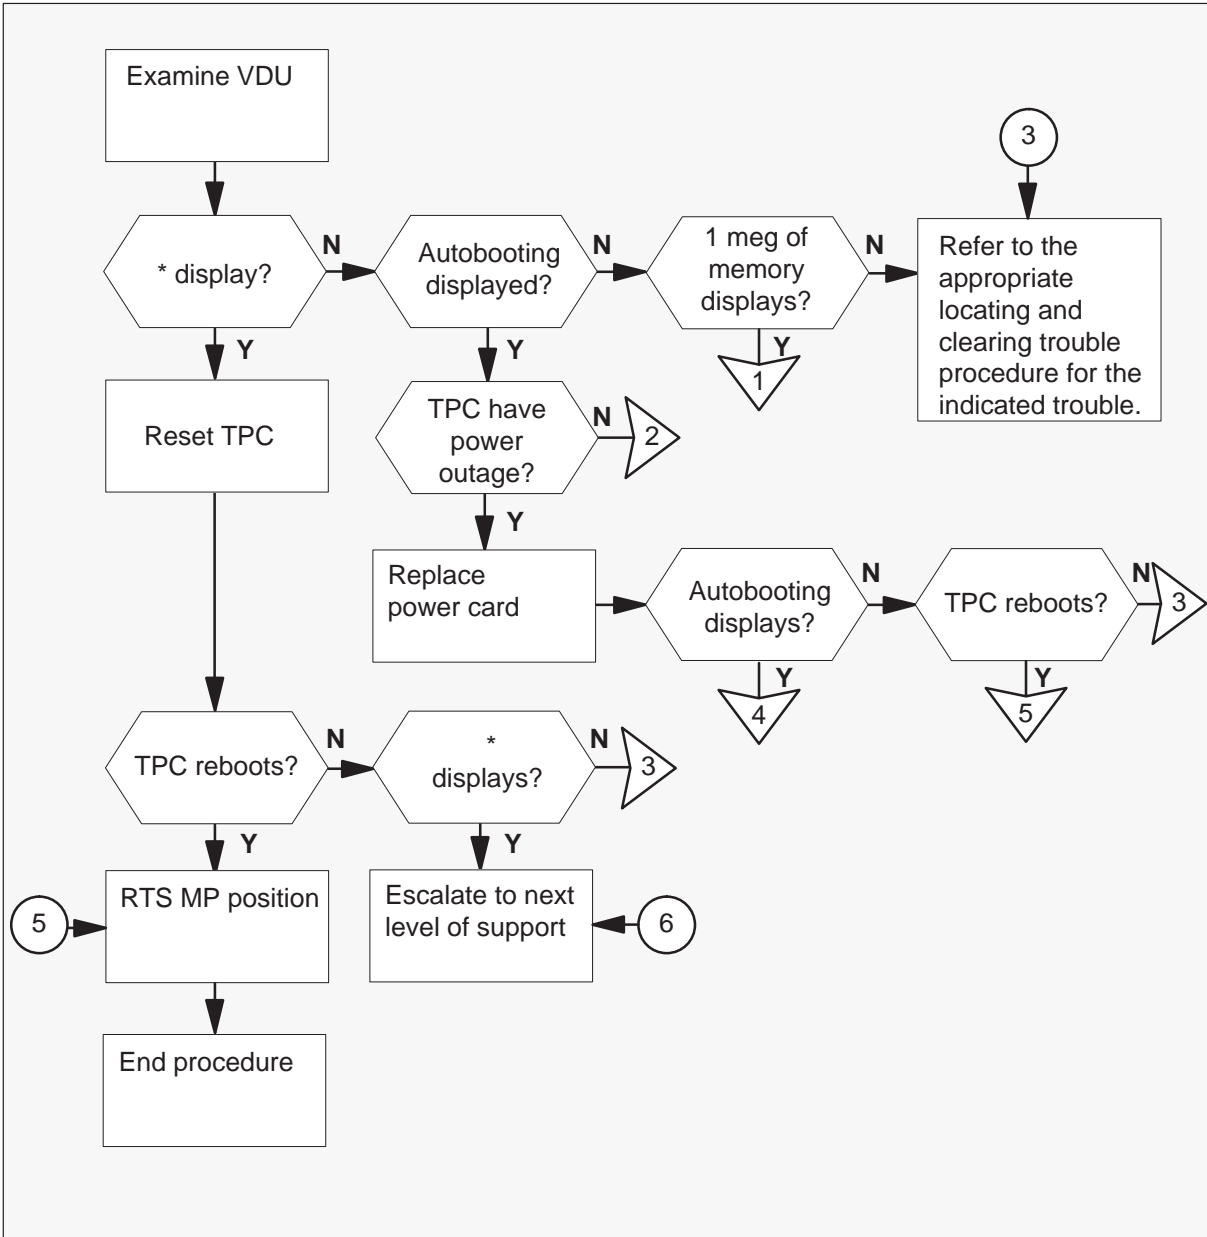 Examine VDU
3
* display?
N
Autobooting
displayed?
N
1 meg of
memory
displays?
N
Refer to the
appropriate
locating and
clearing trouble
procedure for the
indicated trouble.
Y
Y
Y
1
Reset TPC
TPC have
power
outage?
N
2
Y
Replace
power card
Autobooting
displays?
N
TPC reboots?
N
3
Y
4
Y
5
TPC reboots?
N
*
displays?
N
3
Y
Y
5
RTS MP position
Escalate to next
level of support
6
End procedure